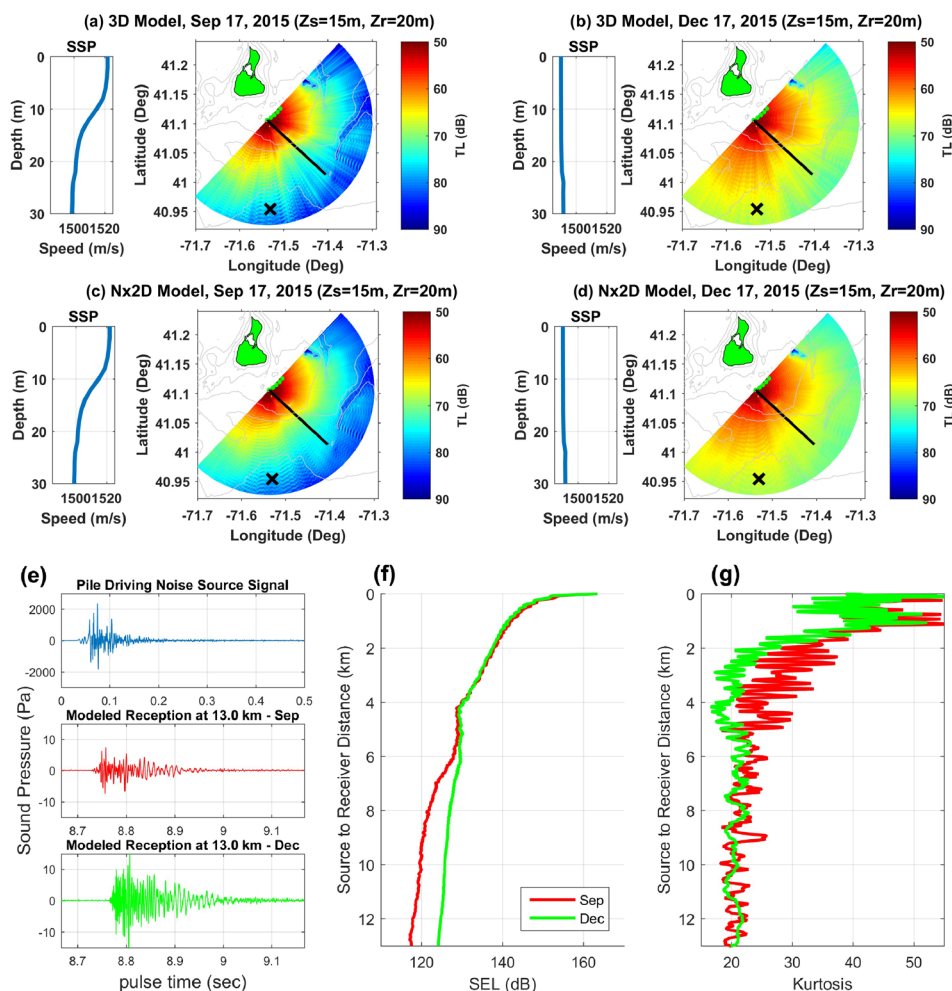 (a) 3D Model, Sep 17, 2015 (Zs=15m, Zr=20m)
SSP
0
10
20
30
Depth (m)
1500 1520
Speed (m/s)
41.2
41.15
41.1
41.05
41
40.95
Latitude (Deg)
-71.7 -71.6 -71.5 -71.4 -71.3
Longitude (Deg)
50
60
70
80
90
TL (dB)
(b) 3D Model, Dec 17, 2015 (Zs=15m, Zr=20m)
SSP
0
10
20
30
Depth (m)
1500 1520
Speed (m/s)
41.2
41.15
41.1
41.05
41
40.95
Latitude (Deg)
-71.7 -71.6 -71.5 -71.4 -71.3
Longitude (Deg)
50
60
70
80
90
TL (dB)
(c) Nx2D Model, Sep 17, 2015 (Zs=15m, Zr=20m)
SSP
0
10
20
30
Depth (m)
1500 1520
Speed (m/s)
41.2
41.15
41.1
41.05
41
40.95
Latitude (Deg)
-71.7 -71.6 -71.5 -71.4 -71.3
Longitude (Deg)
50
60
70
80
90
TL (dB)
(d) Nx2D Model, Dec 17, 2015 (Zs=15m, Zr=20m)
SSP
0
10
20
30
Depth (m)
1500 1520
Speed (m/s)
41.2
41.15
41.1
41.05
41
40.95
Latitude (Deg)
-71.7 -71.6 -71.5 -71.4 -71.3
Longitude (Deg)
50
60
70
80
90
TL (dB)
(e)
Pile Driving Noise Source Signal
2000
0
-2000
0 0.1 0.2 0.3 0.4 0.5
Modeled Reception at 13.0 km - Sep
10
0
-10
8.7 8.8 8.9 9 9.1
Modeled Reception at 13.0 km - Dec
10
0
-10
8.7 8.8 8.9 9 9.1
Sound Pressure (Pa)
pulse time (sec)
(f)
0
2
4
6
8
10
12
Source to Receiver Distance (km)
Sep
Dec
120 140 160
SEL (dB)
(g)
0
2
4
6
8
10
12
Source to Receiver Distance (km)
20 30 40 50
Kurtosis